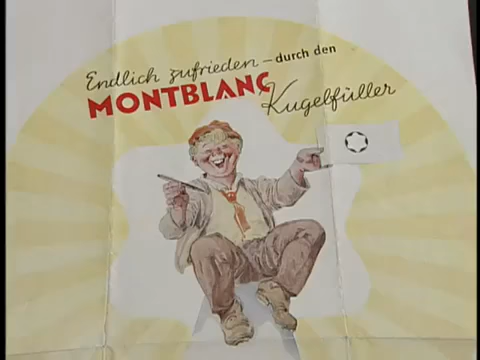 Endlich zufrieden – durch den
MONTBLANC
Kugelfüller